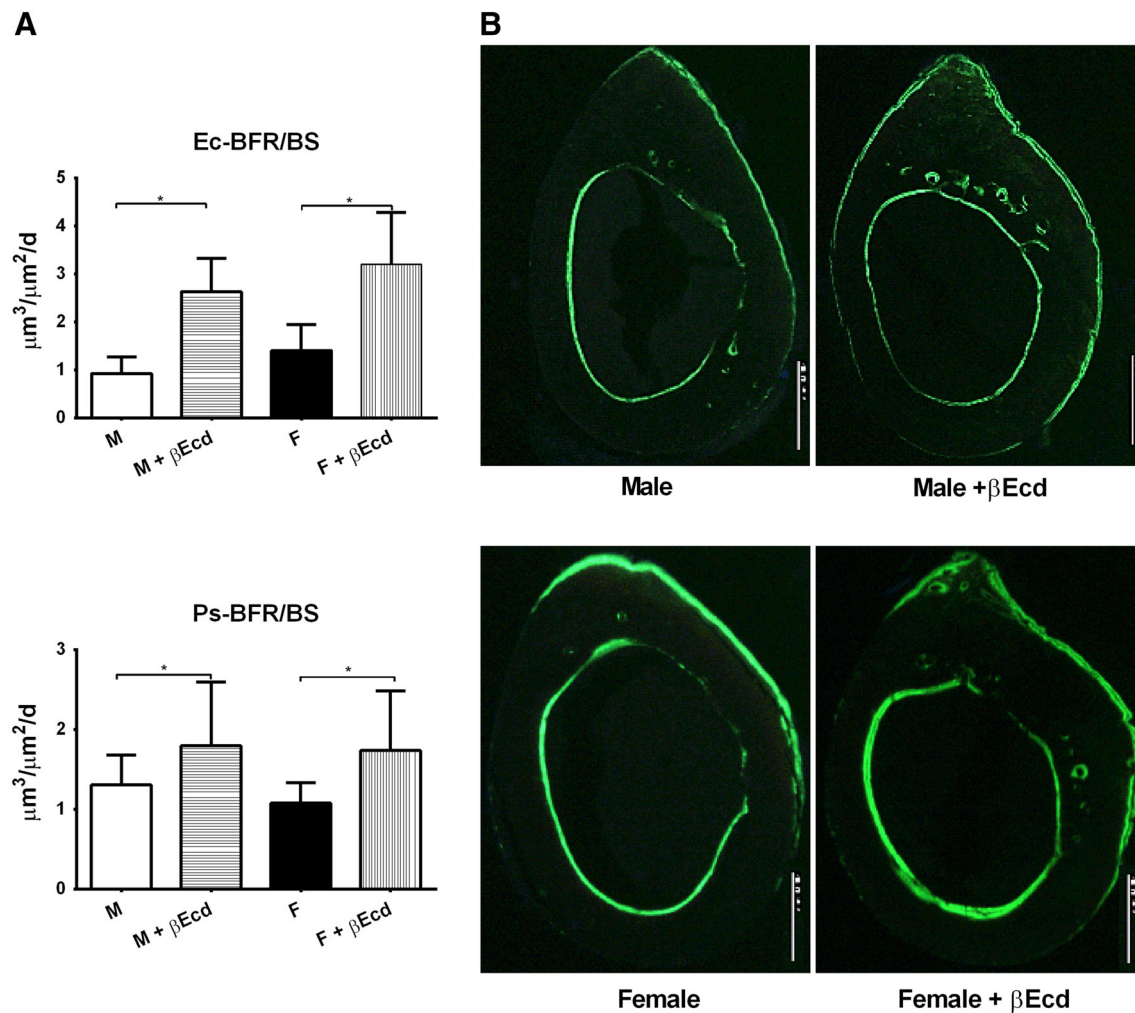 A
B
Ec-BFR/BS
μm³/μm²/d
5
4
3
2
1
0
*
*
M
M + βEcd
F
F + βEcd
Male
Male +βEcd
Ps-BFR/BS
μm³/μm²/d
3
2
1
0
*
*
M
M + βEcd
F
F + βEcd
Female
Female + βEcd